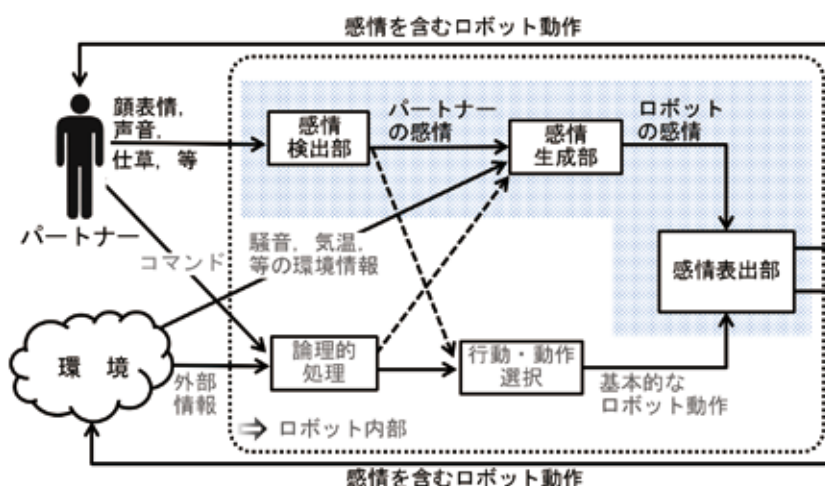 感情を含むロボット動作
顔表情,
声音,
仕草, 等
パートナー
感情
検出部
パートナー
の感情
感情
生成部
ロボット
の感情
コマンド
騒音, 気温,
等の環境情報
感情表出部
環 境
外部
情報
論理的
処理
行動・動作
選択
基本的な
ロボット動作
ロボット内部
感情を含むロボット動作